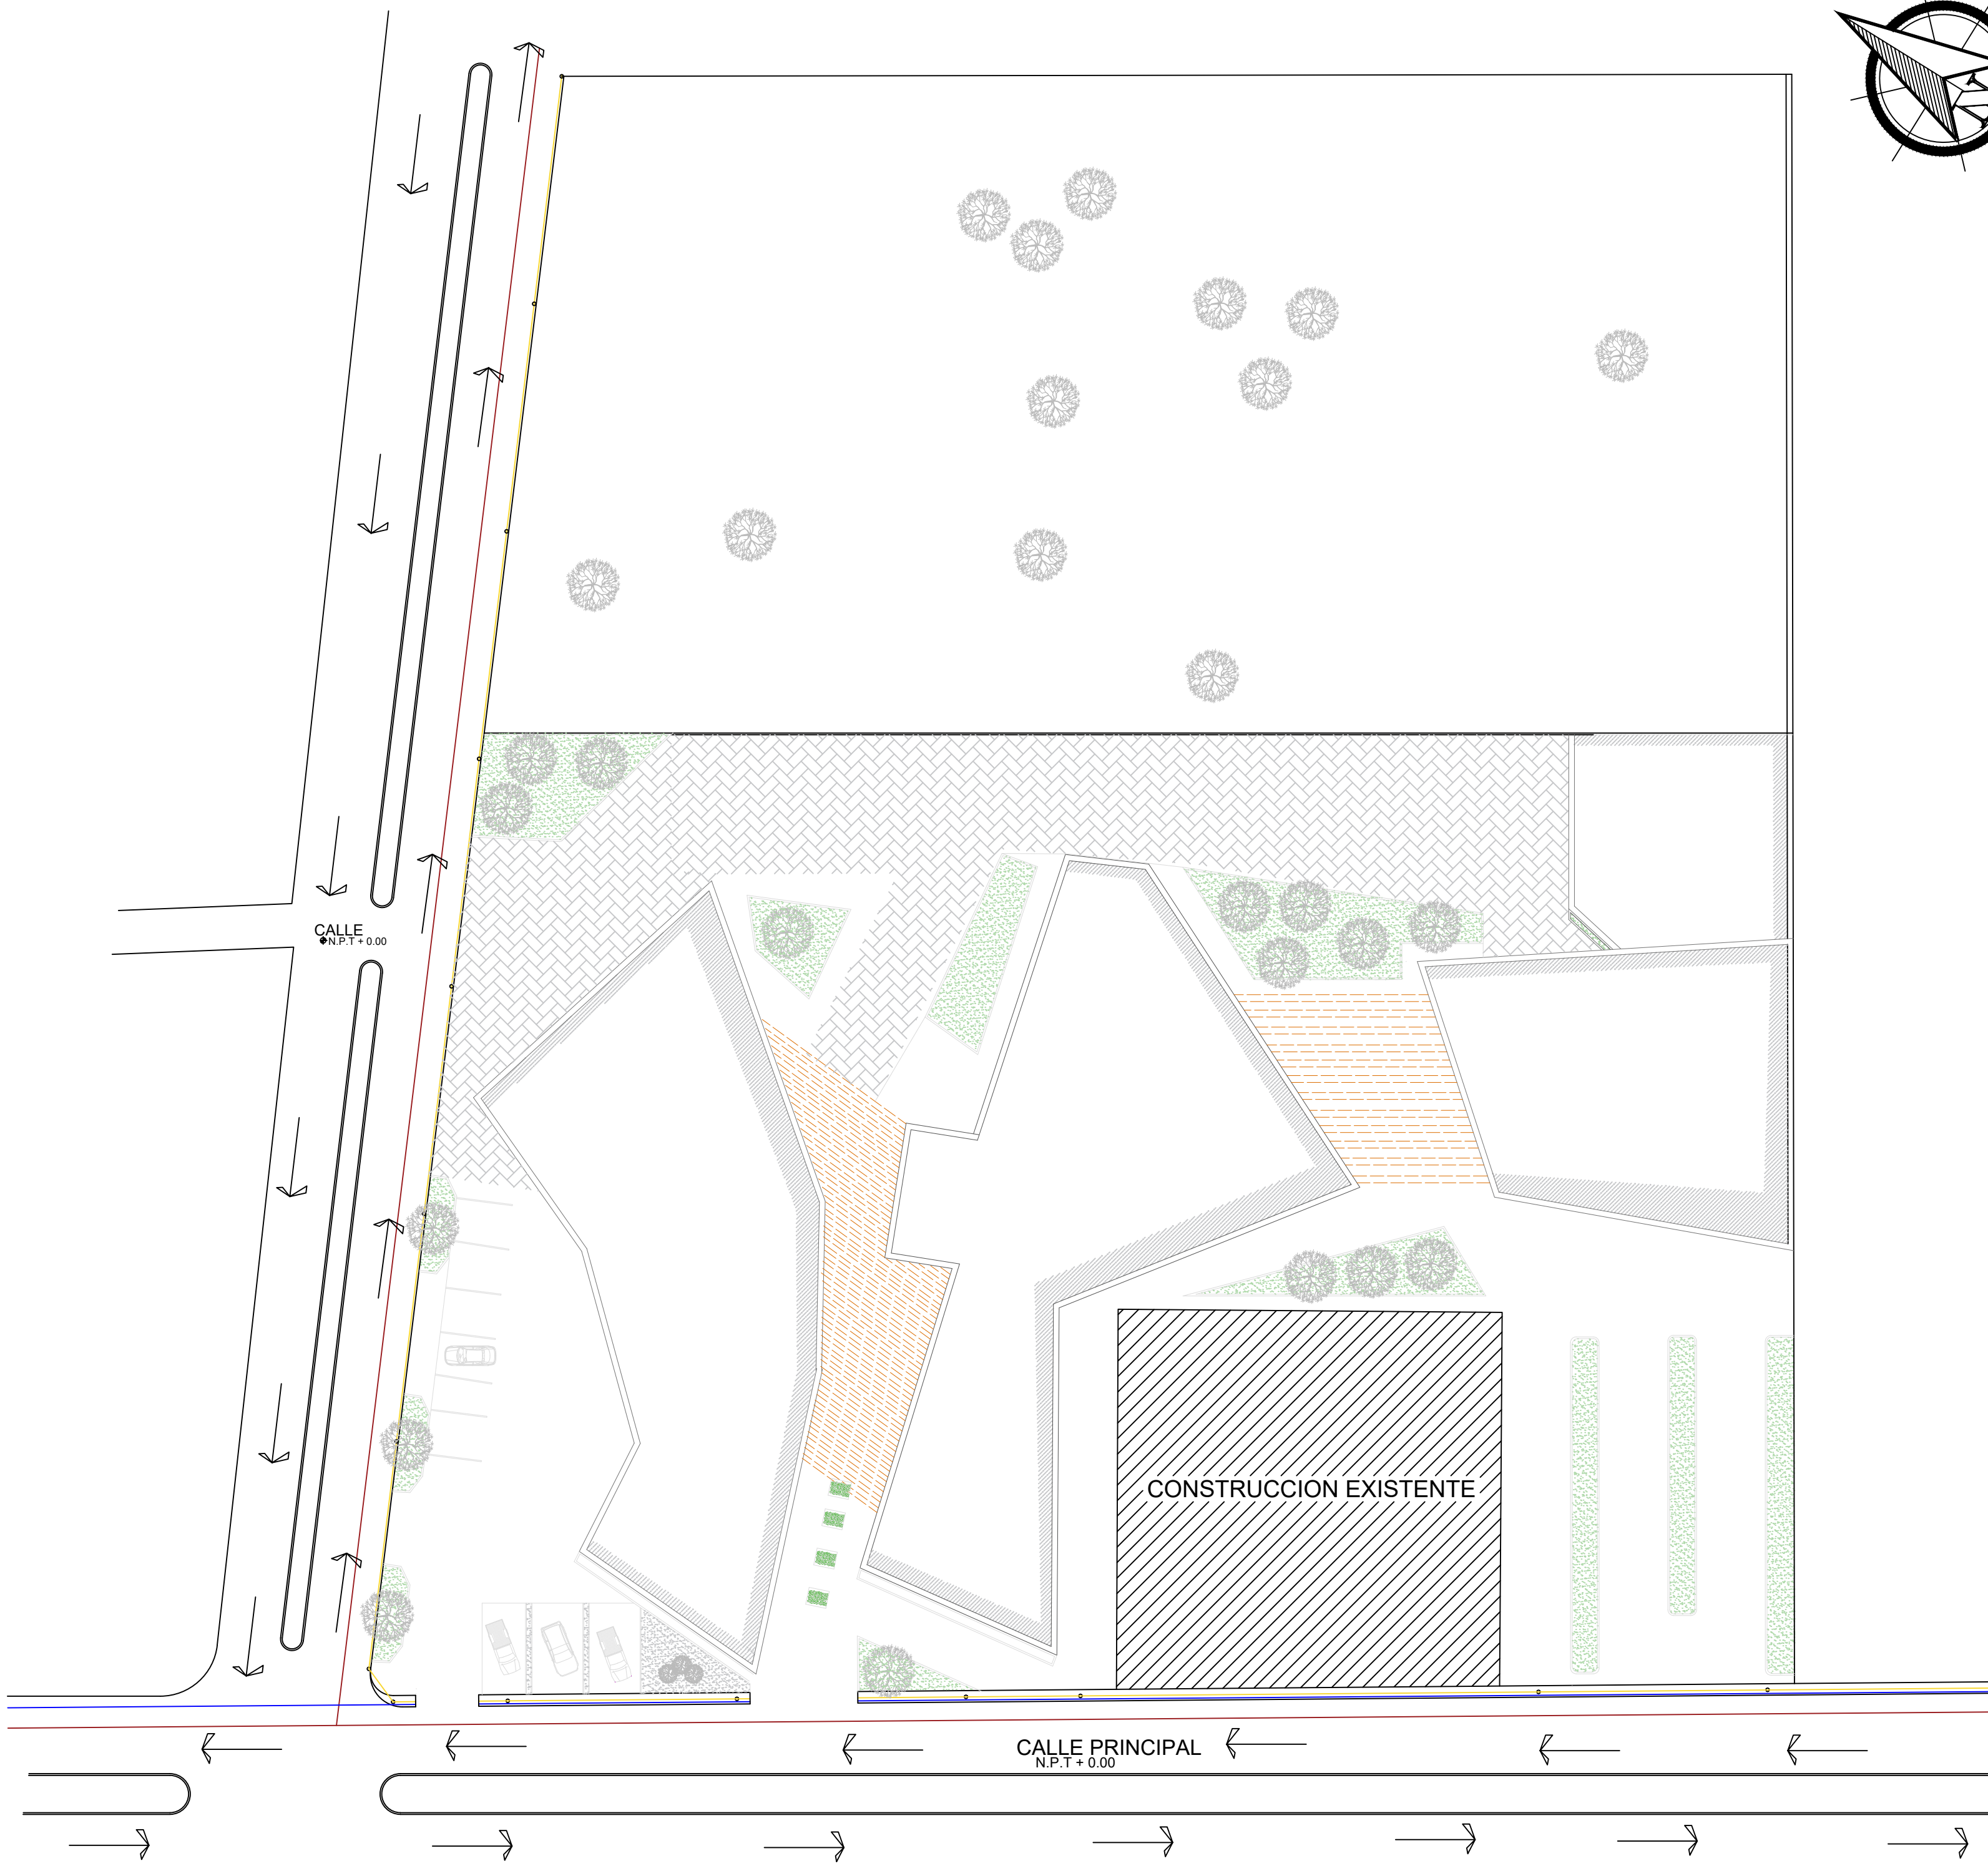 CALLE
N.P.T + 0.00
CONSTRUCCION EXISTENTE
CALLE PRINCIPAL
N.P.T + 0.00